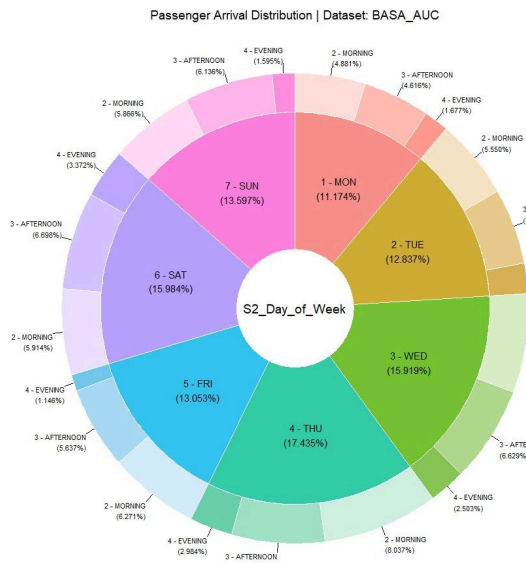 Passenger Arrival Distribution | Dataset: BASA_AUC
4 - EVENING
(1.595%)
2 - MORNING
(4.881%)
3 - AFTERNOON
(6.136%)
3 - AFTERNOON
(4.616%)
2 - MORNING
(5.866%)
4 - EVENING
(1.677%)
4 - EVENING
(3.372%)
2 - MORNING
(5.550%)
7 - SUN
(13.597%)
1 - MON
(11.174%)
3 - AFTERNOON
(6.698%)
2 - TUE
(12.837%)
3
6 - SAT
(15.984%)
S2_Day_of_Week
2 - MORNING
(5.914%)
3 - WED
(15.919%)
4 - EVENING
(1.146%)
5 - FRI
(13.053%)
4 - THU
(17.435%)
3 - AFTERNOON
(5.637%)
3 - AFTE
(6.629%)
4 - EVENING
(2.503%)
2 - MORNING
(6.271%)
4 - EVENING
(2.984%)
3 - AFTERNOON
2 - MORNING
(8.037%)